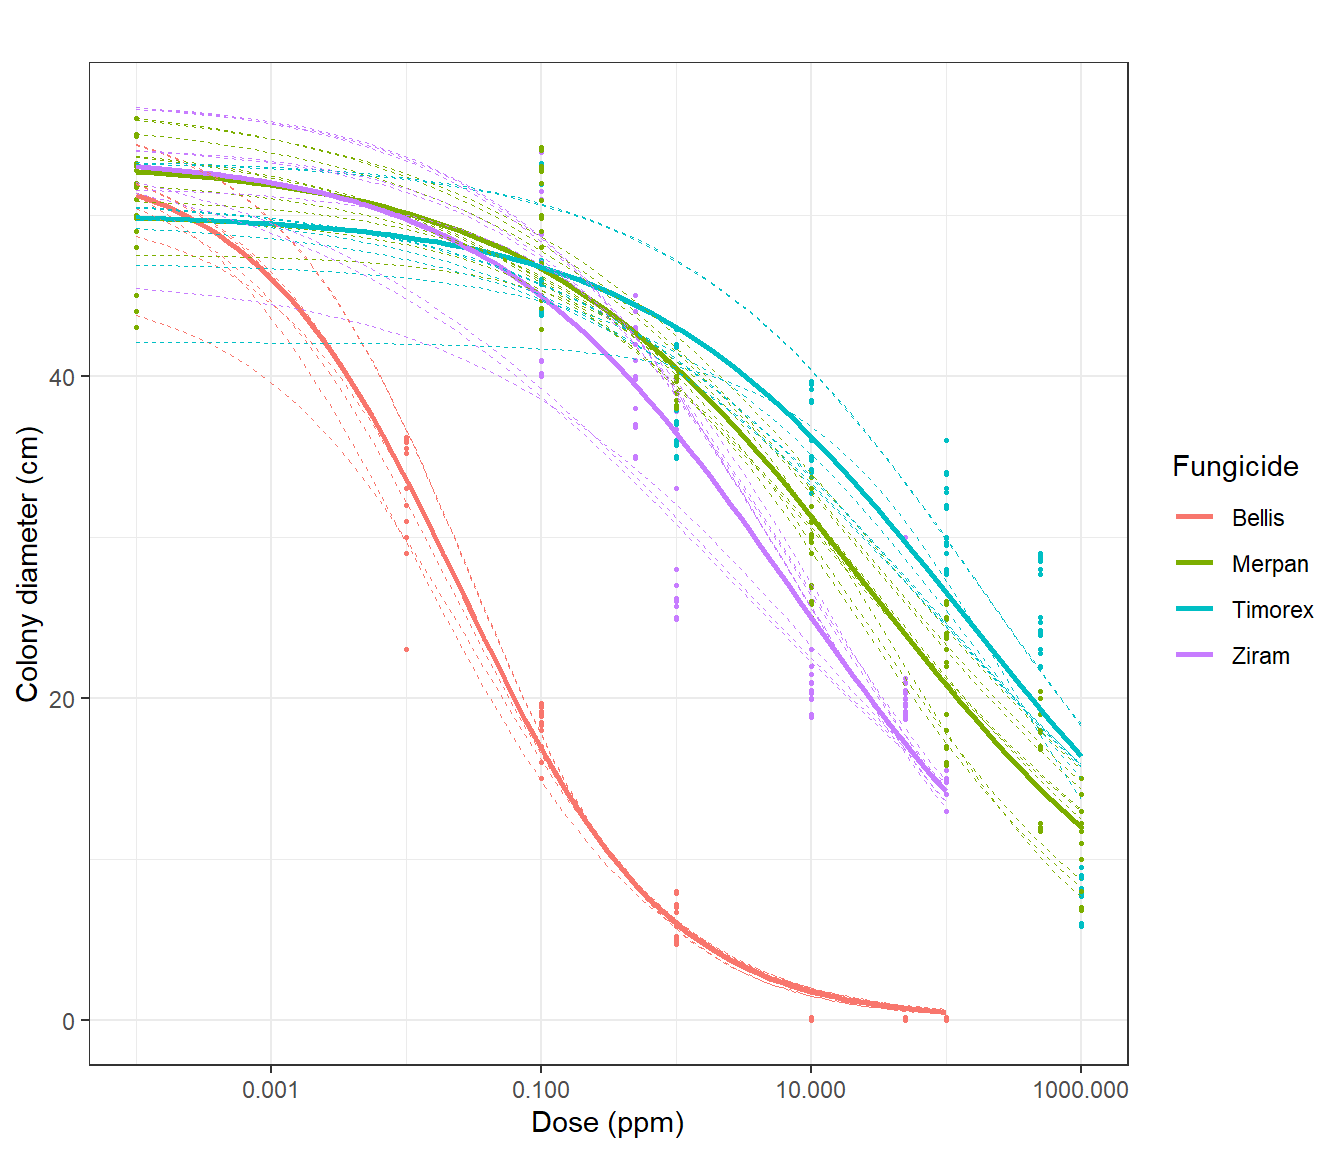 Colony diameter (cm)
40
20
0
0.001
0.100
10.000
1000.000
Dose (ppm)
Fungicide
Bellis
Merpan
Timorex
Ziram